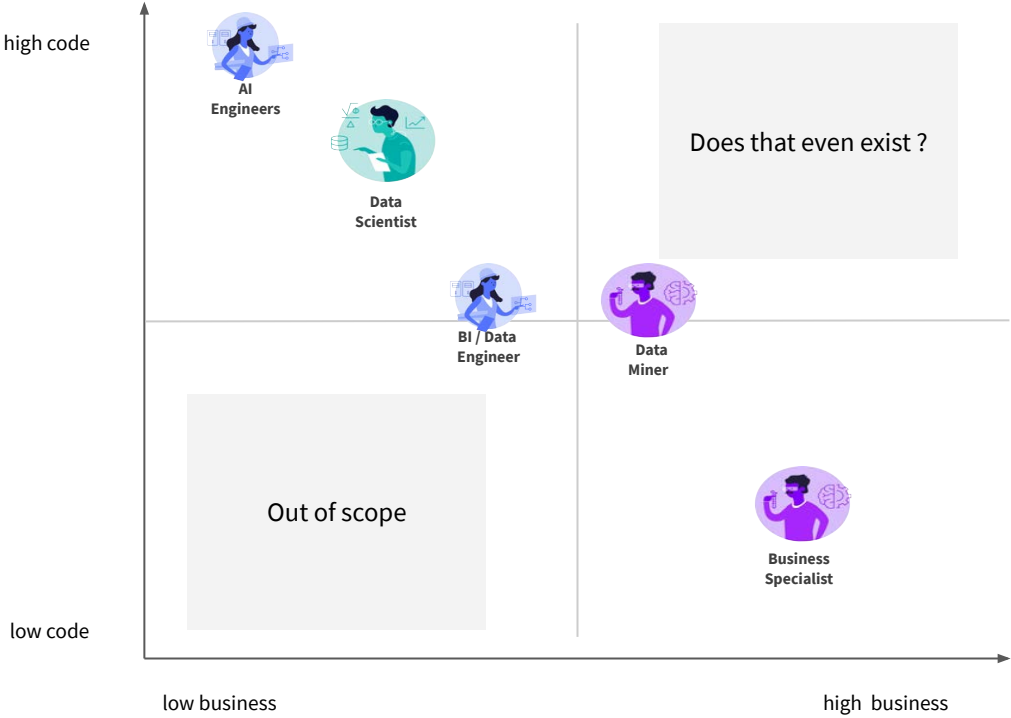 high code
AI
Engineers
Does that even exist ?
Data
Scientist
BI / Data
Engineer
Data
Miner
Out of scope
Business
Specialist
low code
low business
high business